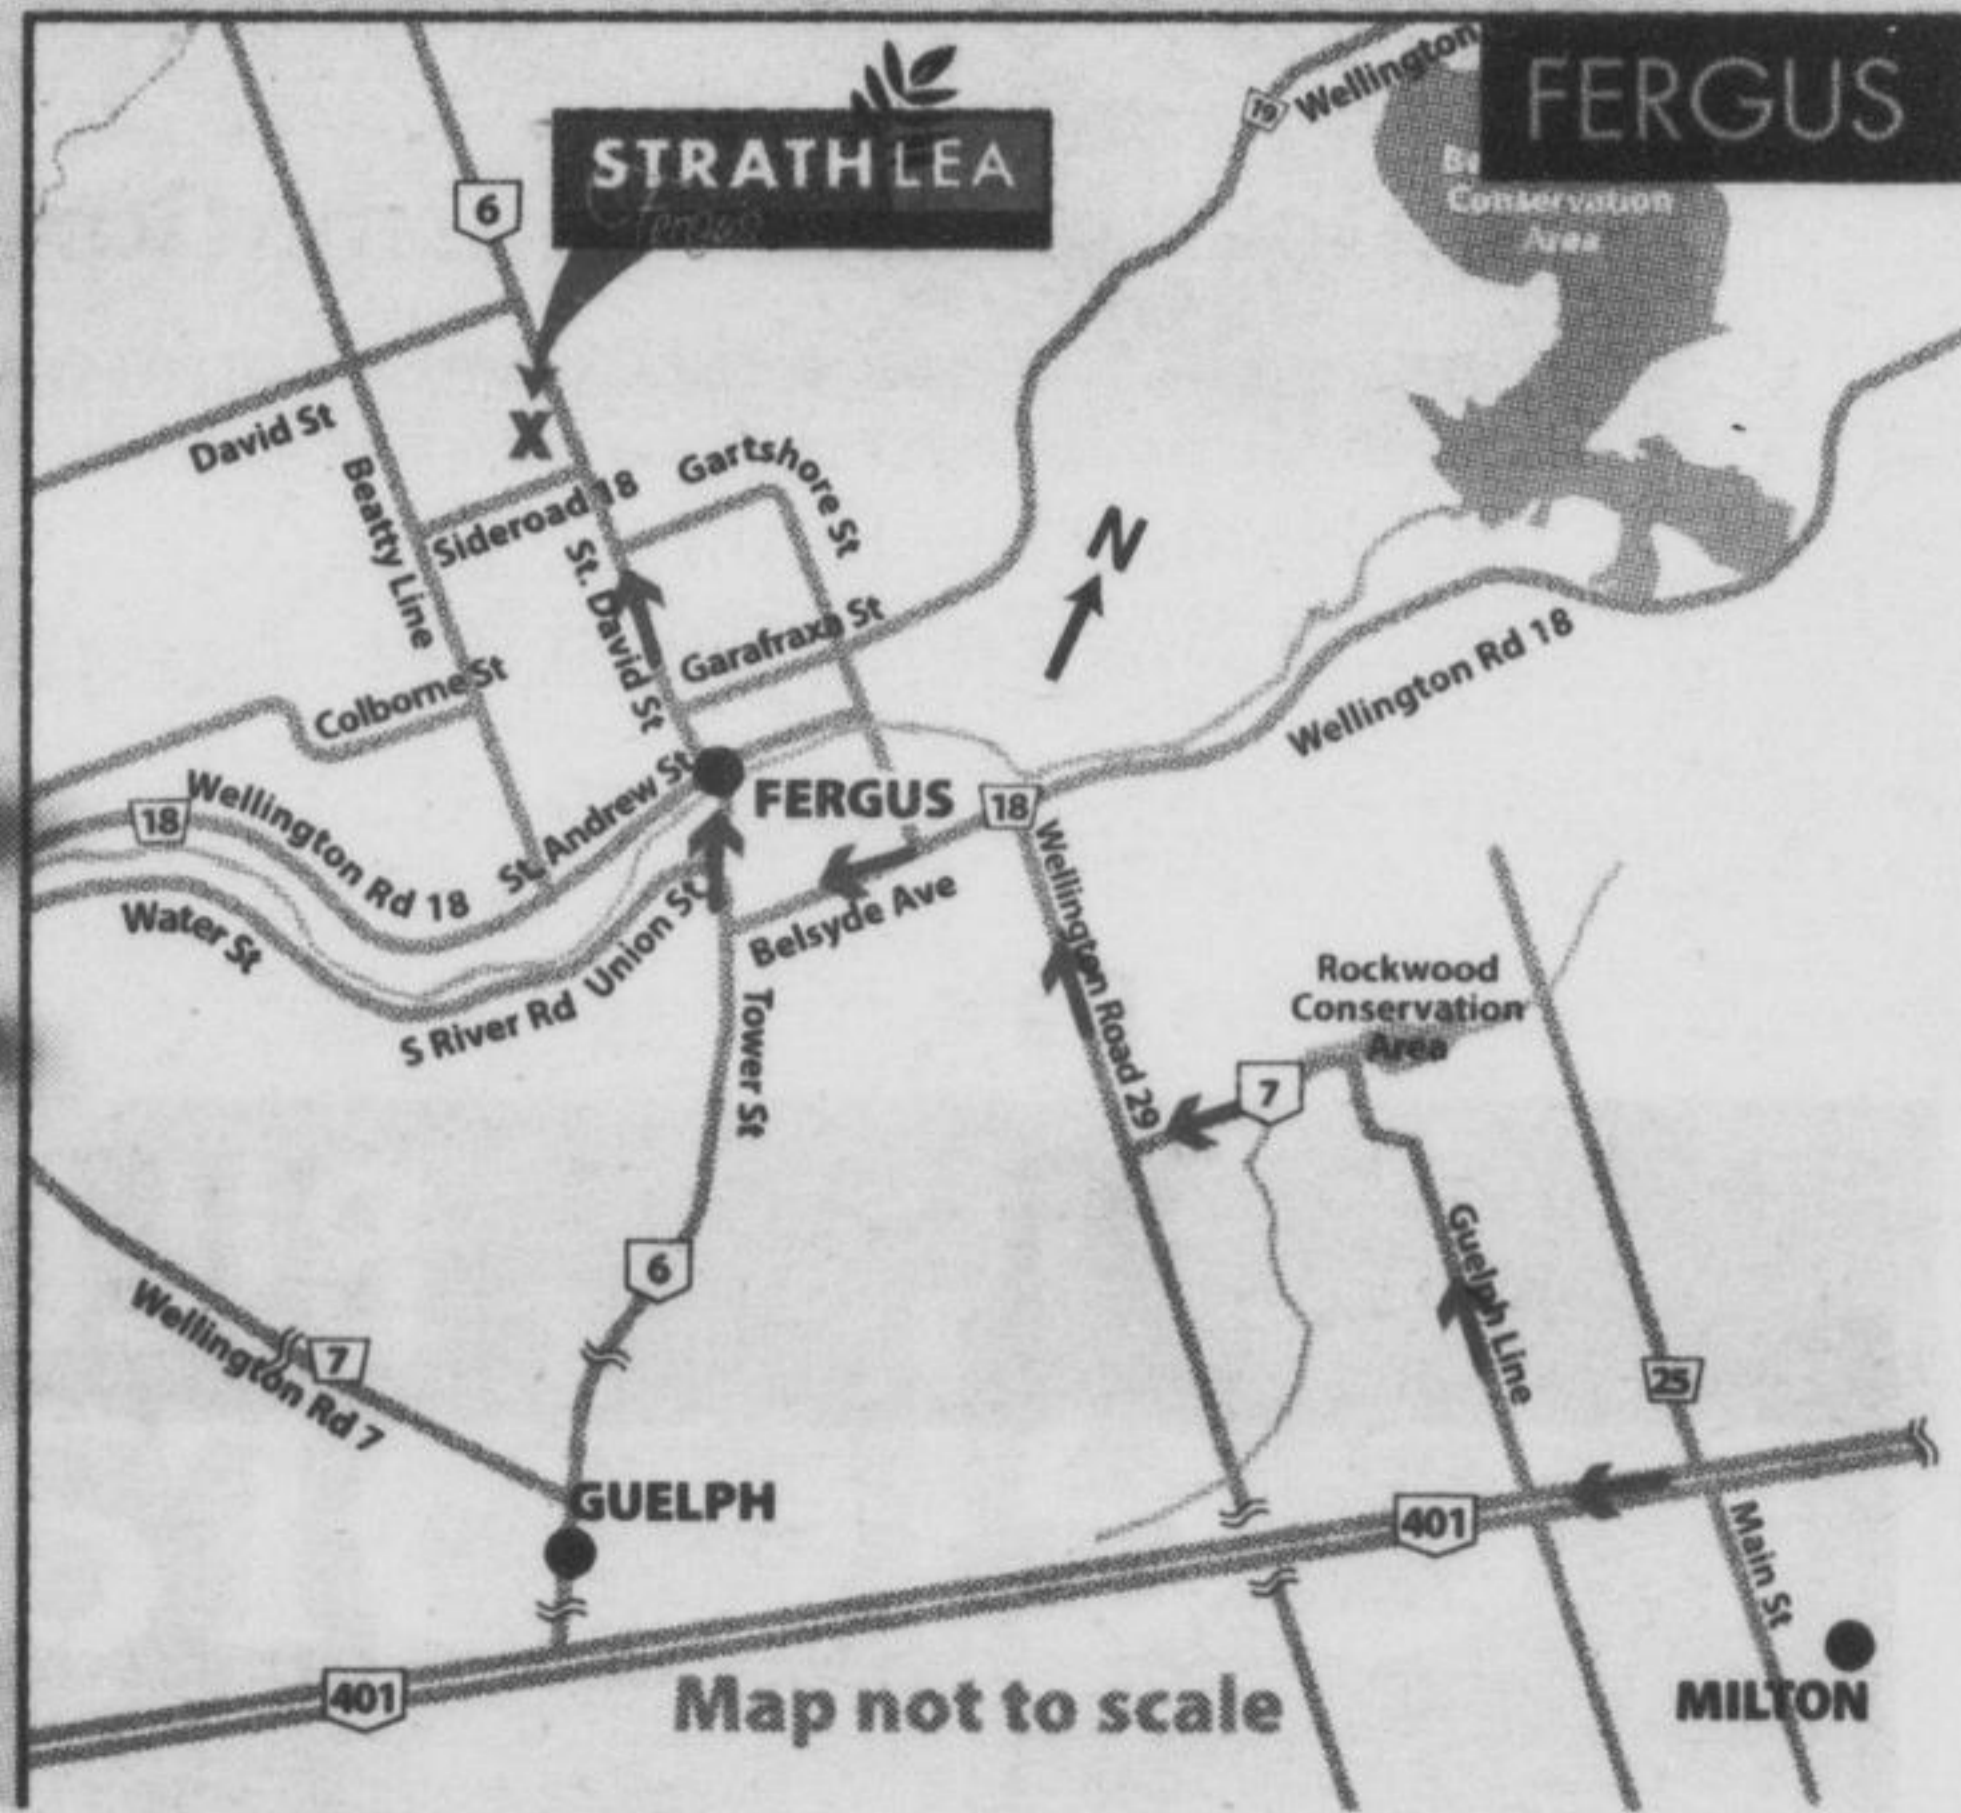 FERGUS
Wellington
19
Conservation
Area
STRATHLEA
Fergus
6
David St
Beatty Line
X
Sideroad 18
Gartshore St
St. David St
Garafraxa St
N
Colborne St
Wellington Rd 18
18
Wellington Rd 18
St. Andrew St
FERGUS
18
Water St
S River Rd
Union St
Belsyde Ave
Tower St
Wellington Road 29
Rockwood
Conservation
Area
7
6
Guelph Line
Wellington Rd 7
7
25
GUELPH
401
Main St
401
Map not to scale
MILTON